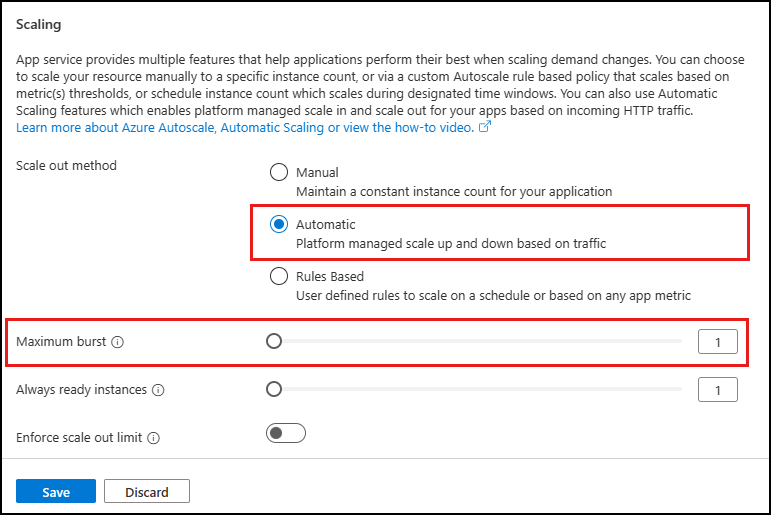 Scaling
App service provides multiple features that help applications perform their best when scaling demand changes. You can choose
to scale your resource manually to a specific instance count, or via a custom Autoscale rule based policy that scales based on
metric(s) thresholds, or schedule instance count which scales during designated time windows. You can also use Automatic
Scaling features which enables platform managed scale in and scale out for your apps based on incoming HTTP traffic.
Learn more about Azure Autoscale, Automatic Scaling or view the how-to video.
Scale out method
Manual
Maintain a constant instance count for your application
Automatic
Platform managed scale up and down based on traffic
Rules Based
User defined rules to scale on a schedule or based on any app metric
Maximum burst 1
Always ready instances 1
Enforce scale out limit
Save Discard